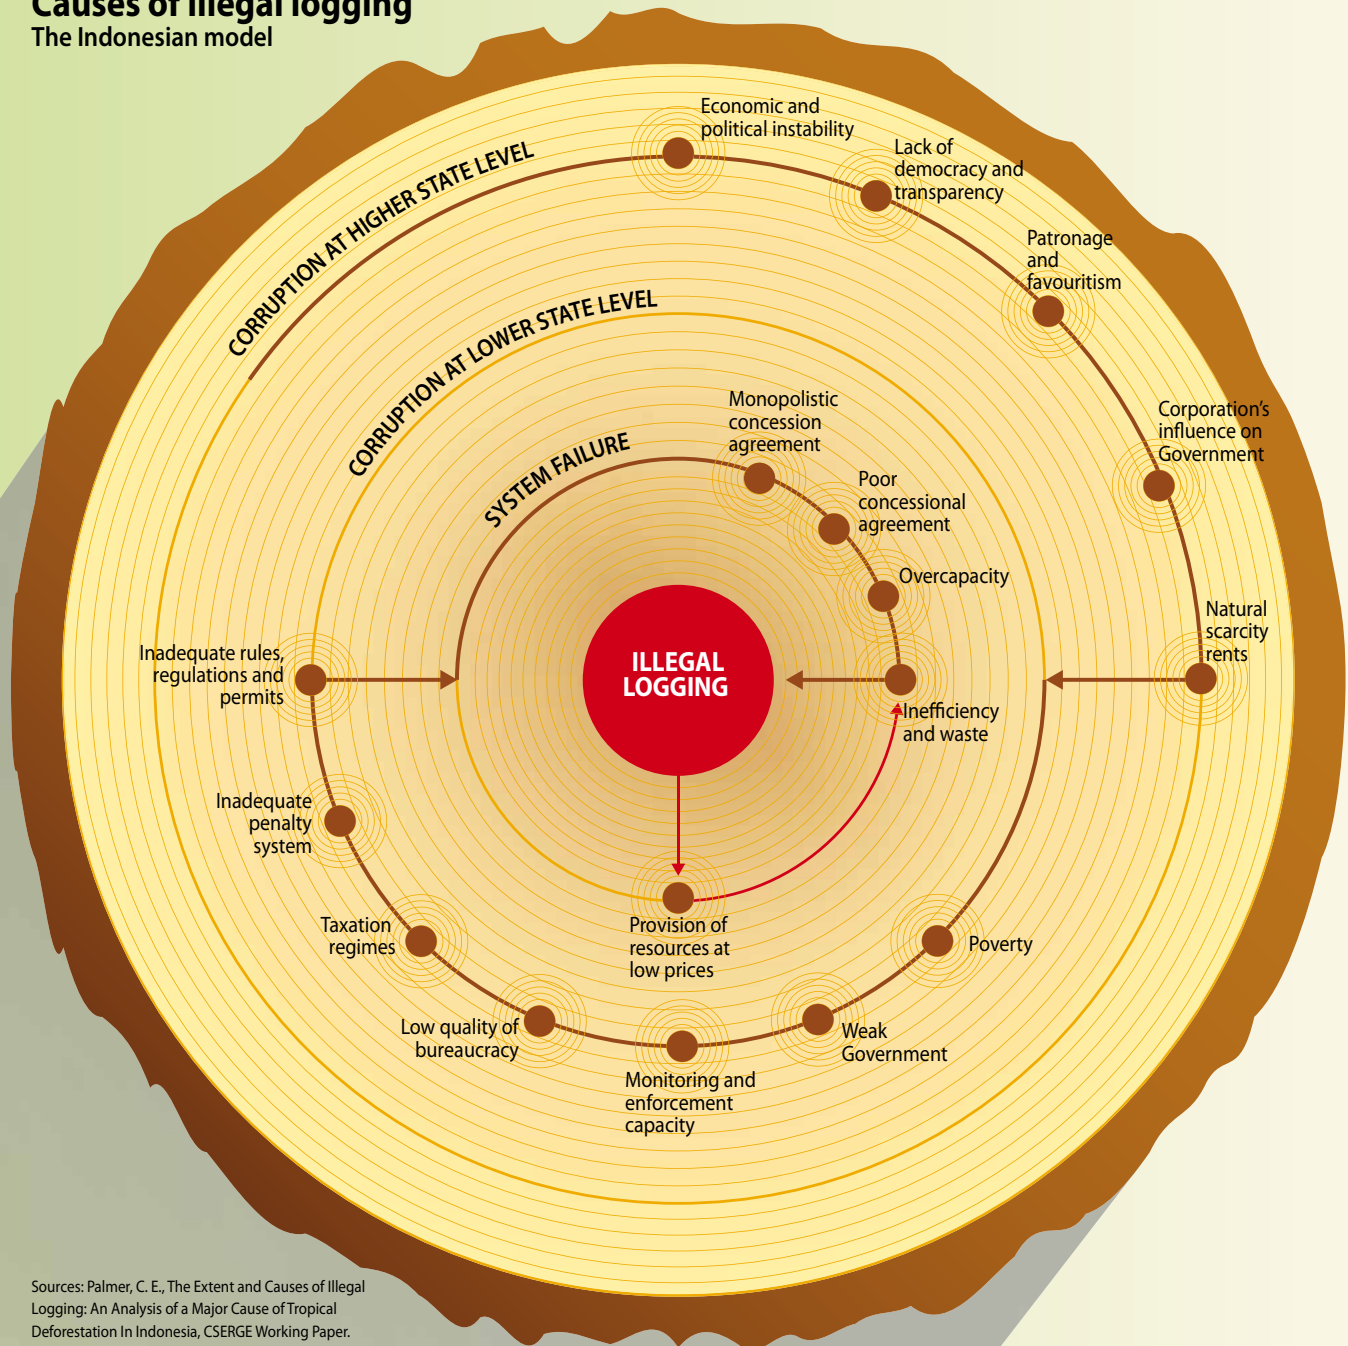 Causes of illegal logging
The Indonesian model
CORRUPTION AT HIGHER STATE LEVEL
Economic and
political instability
Lack of
democracy and
transparency
Patronage
and
favouritism
Corporation's
influence on
Government
Natural
scarcity
rents
CORRUPTION AT LOWER STATE LEVEL
Poverty
Weak
Government
Monitoring and
enforcement
capacity
Low quality of
bureaucracy
Taxation
regimes
Inadequate
penalty
system
Inadequate rules,
regulations and
permits
SYSTEM FAILURE
Monopolistic
concession
agreement
Poor
concessional
agreement
Overcapacity
Inefficiency
and waste
ILLEGAL
LOGGING
Provision of
resources at
low prices
Sources: Palmer, C. E., The Extent and Causes of Illegal
Logging: An Analysis of a Major Cause of Tropical
Deforestation In Indonesia, CSERGE Working Paper.